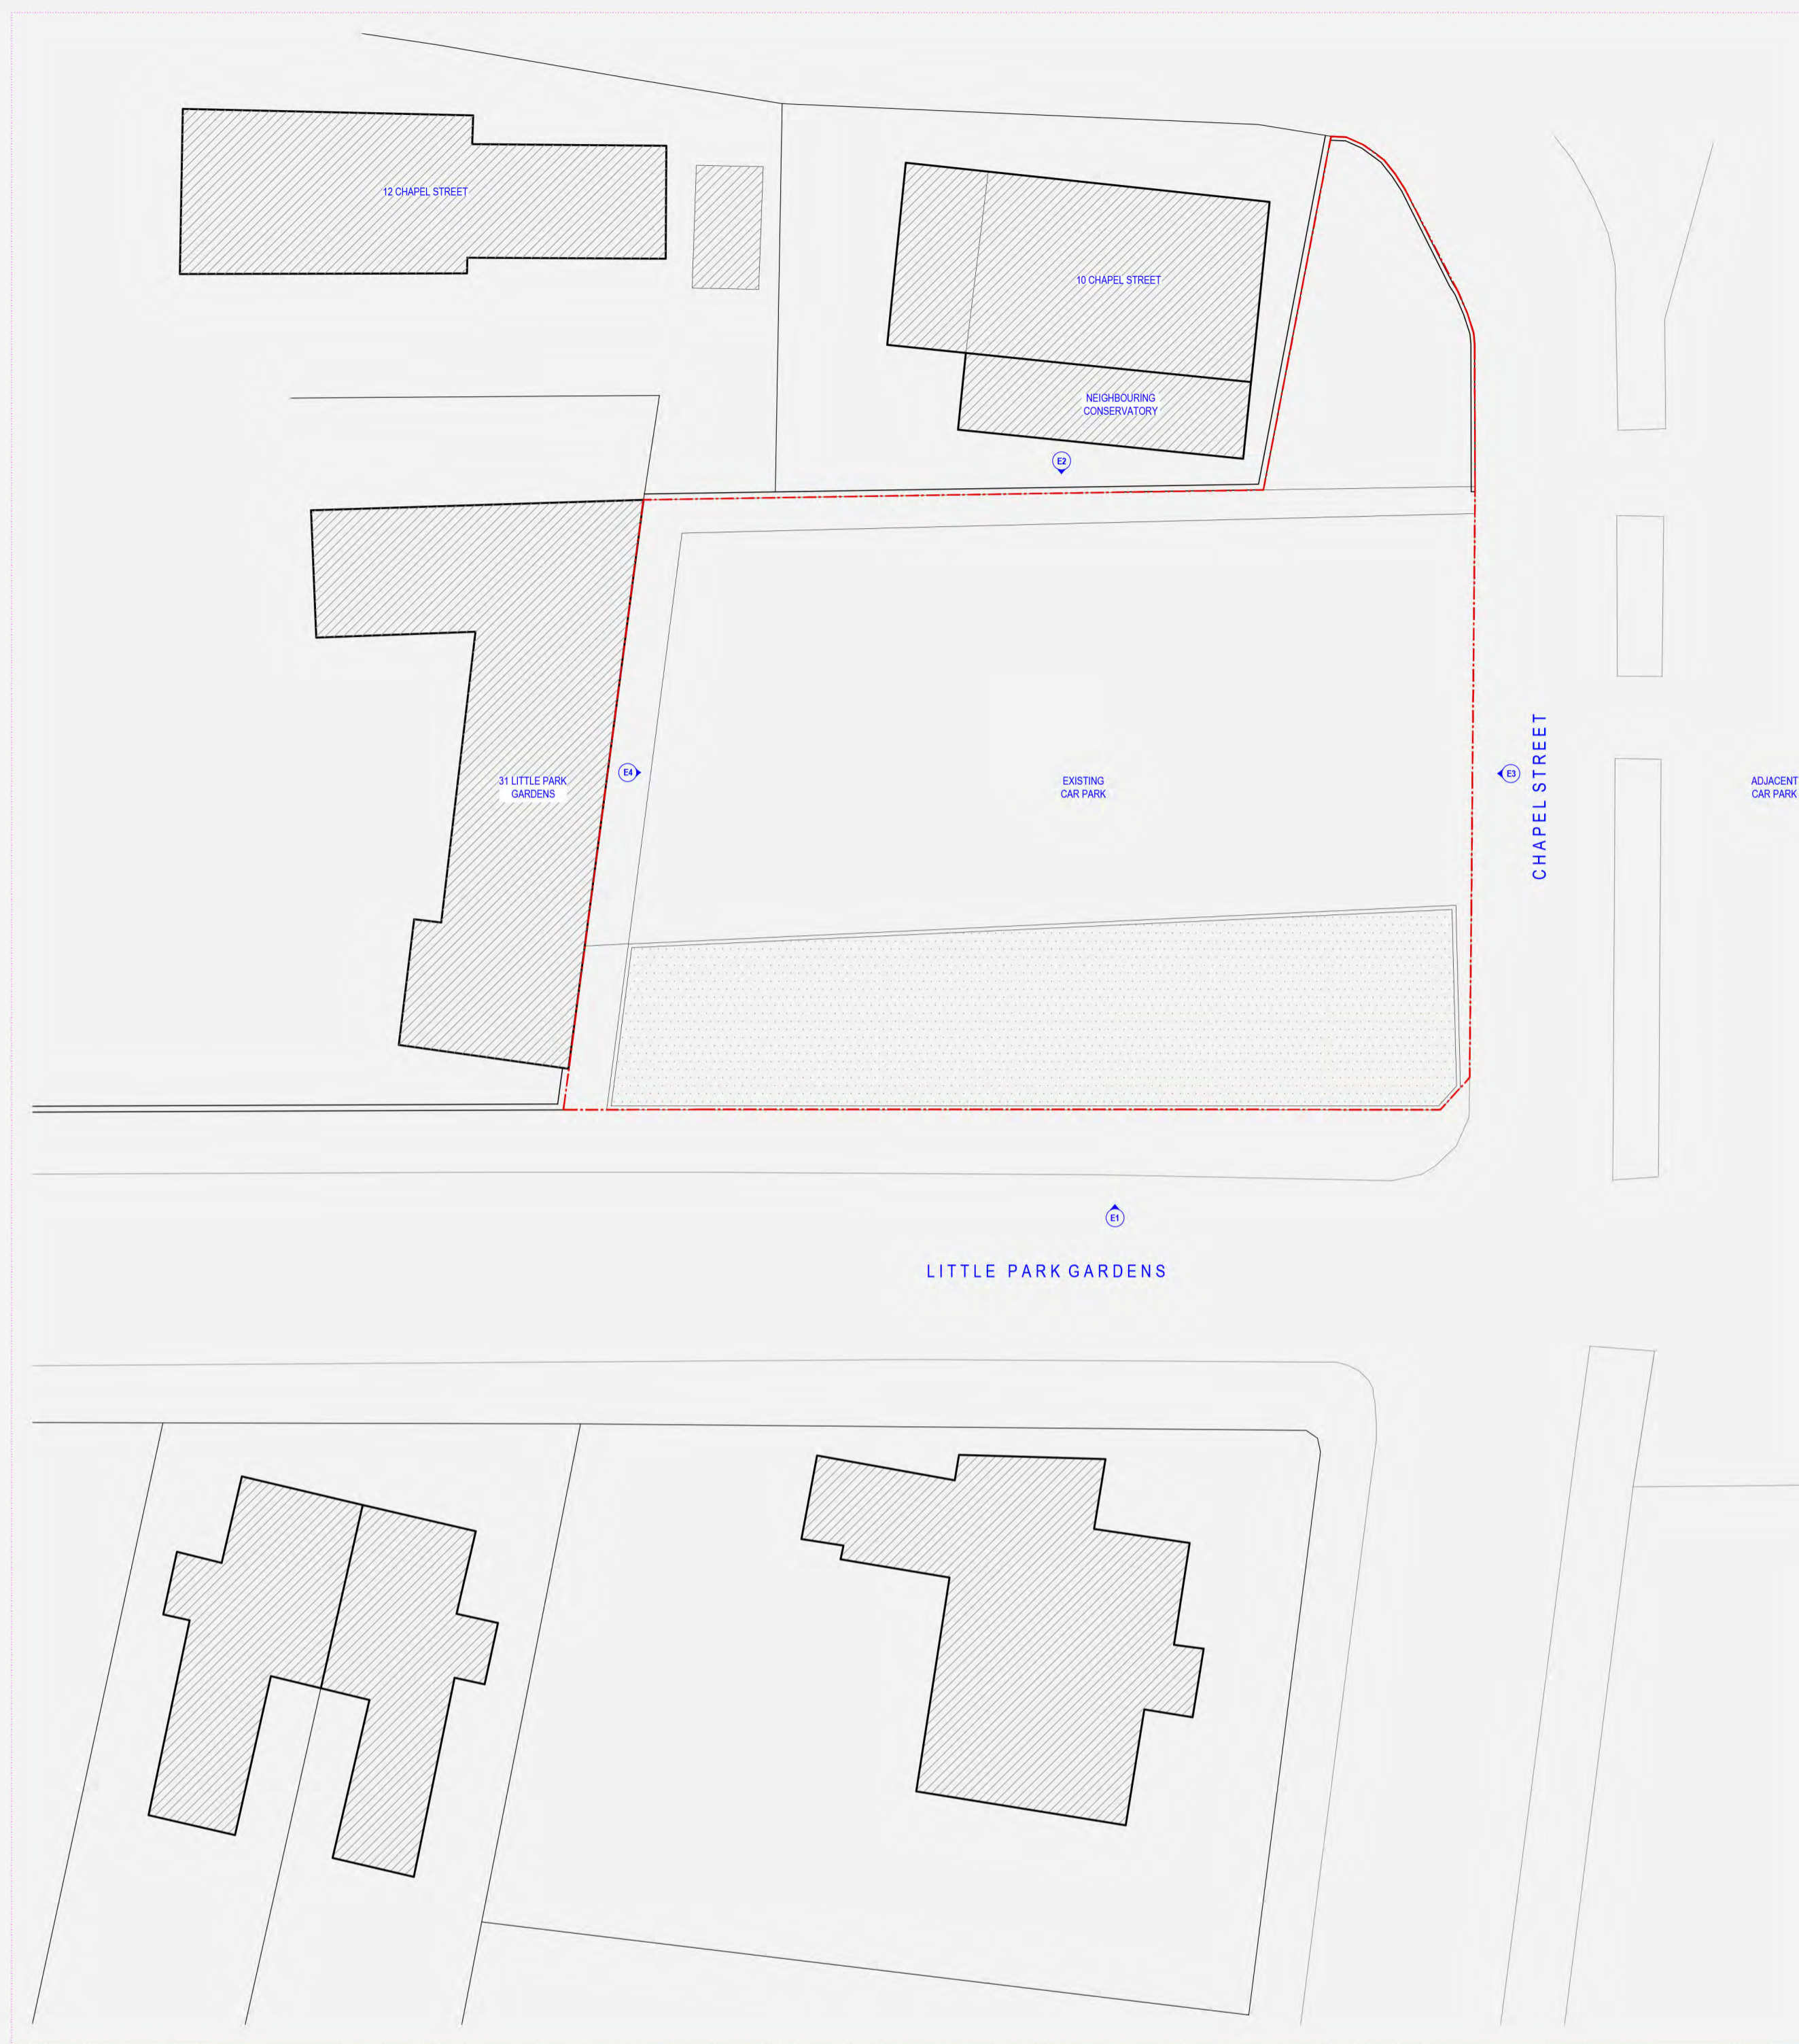 12 CHAPEL STREET
10 CHAPEL STREET
NEIGHBOURING
CONSERVATORY
E2
31 LITTLE PARK
GARDENS
E4
EXISTING
CAR PARK
E3
CHAPEL STREET
ADJACENT
CAR PARK
E1
LITTLE PARK GARDENS